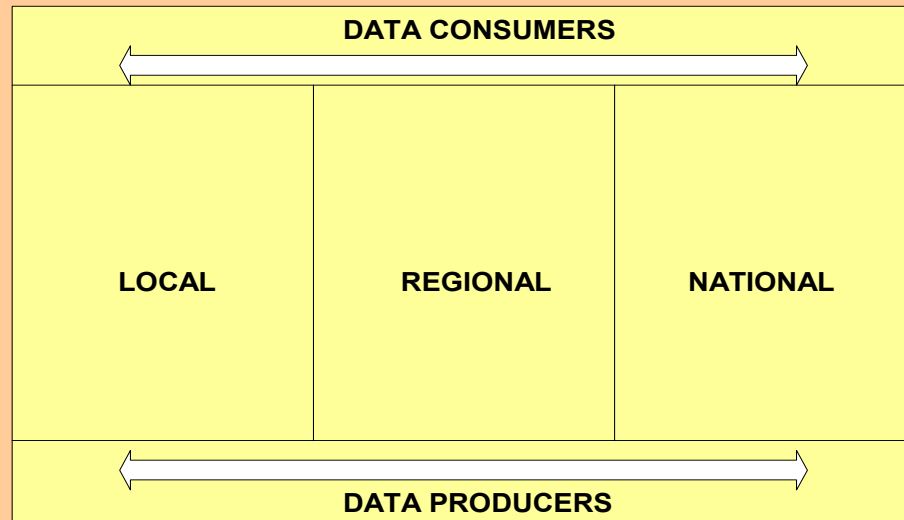 DATA CONSUMERS
LOCAL
REGIONAL
NATIONAL
DATA PRODUCERS